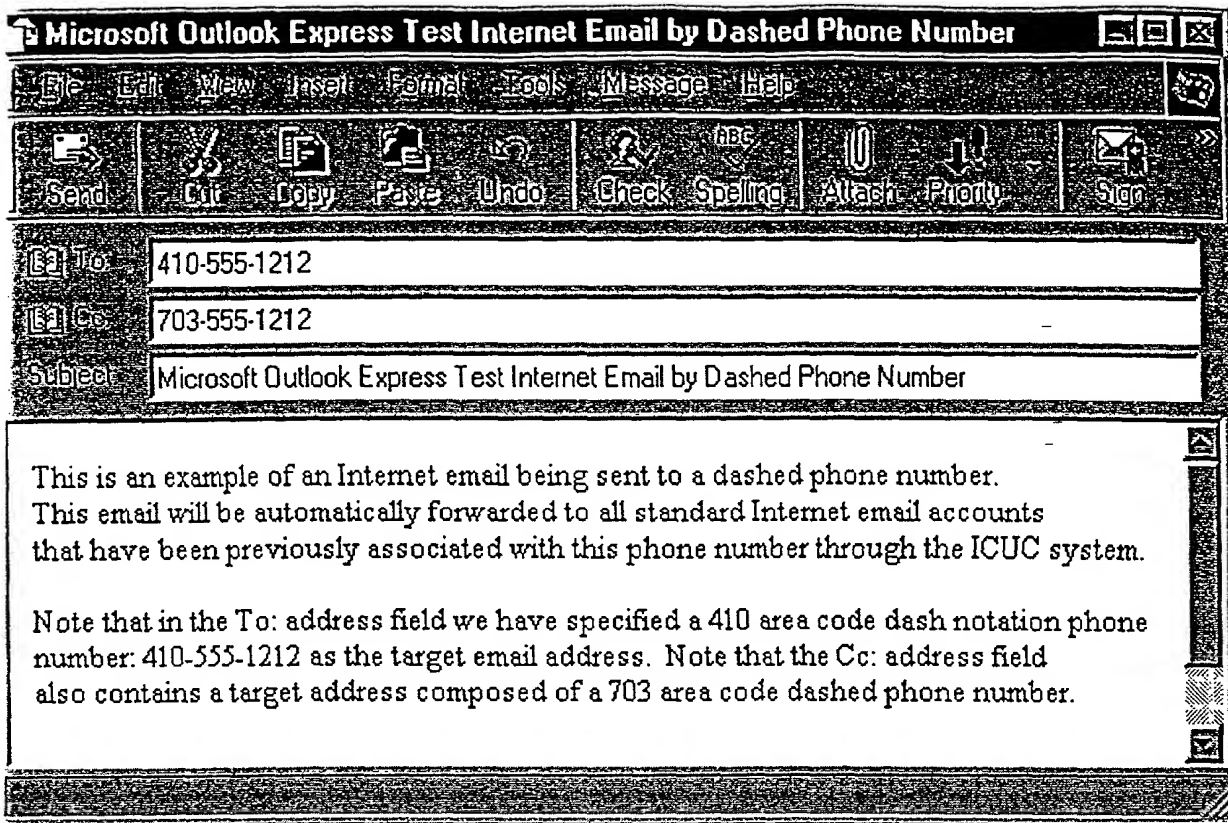 Microsoft Outlook Express Test Internet Email by Dashed Phone Number
File Edit View Insert Format Tools Message Help
ABC
Send Cut Copy Paste Undo Check Spelling Attach Priority Sign
To: 410-555-1212
Cc: 703-555-1212
Subject: Microsoft Outlook Express Test Internet Email by Dashed Phone Number
This is an example of an Internet email being sent to a dashed phone number.
This email will be automatically forwarded to all standard Internet email accounts
that have been previously associated with this phone number through the ICUC system.
Note that in the To: address field we have specified a 410 area code dash notation phone
number: 410-555-1212 as the target email address. Note that the Cc: address field
also contains a target address composed of a 703 area code dashed phone number.